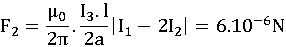 F₂ = μ₀/2π . I₃.l/2a |I₁ − 2I₂| = 6.10⁻⁶N